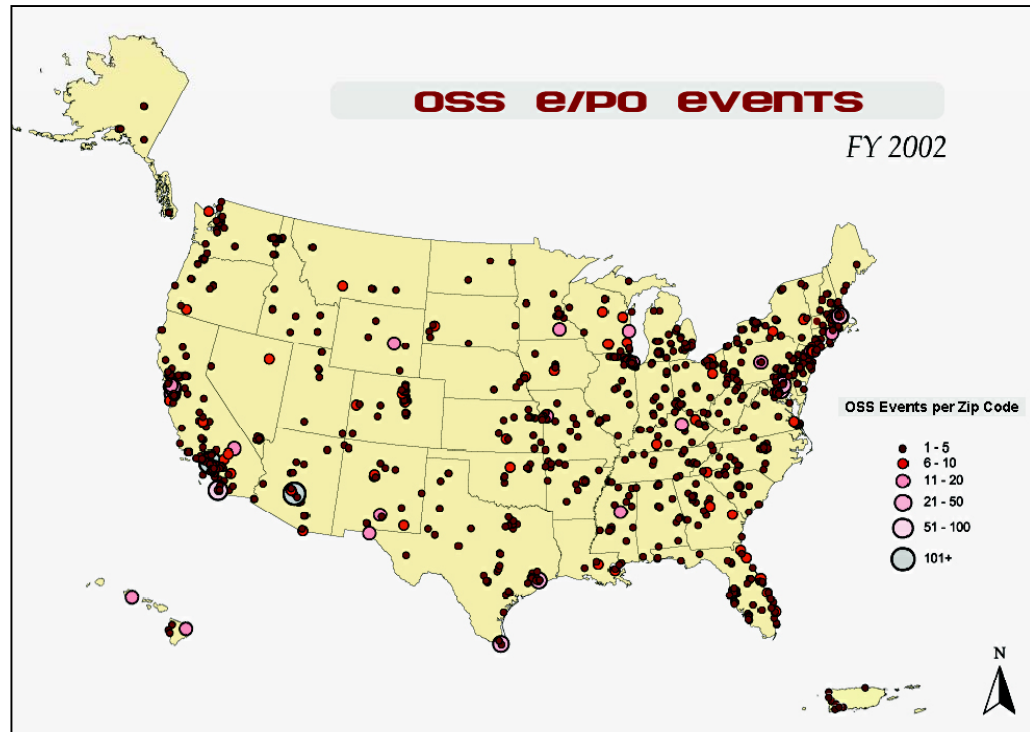 OSS E/PO EVENTS
FY 2002
OSS Events per Zip Code
1 - 5
6 - 10
11 - 20
21 - 50
51 - 100
101+
N